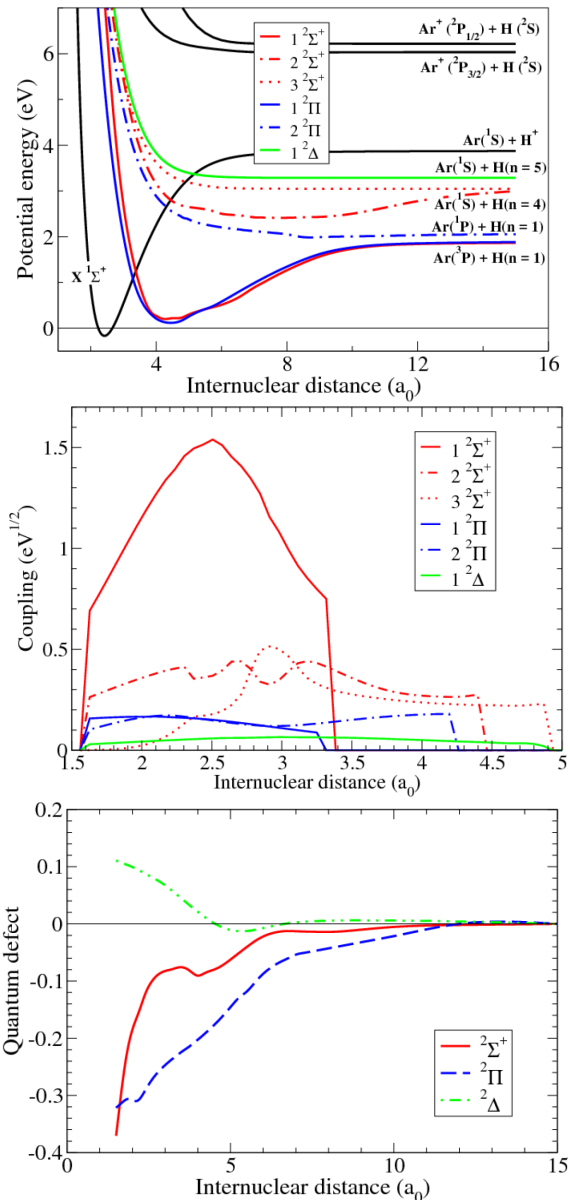 Potential energy (eV)
6
4
2
0
1 ²Σ⁺
2 ²Σ⁺
3 ²Σ⁺
1 ²Π
2 ²Π
1 ²Δ
Ar⁺ (²P₁/₂) + H (²S)
Ar⁺ (²P₃/₂) + H (²S)
Ar(¹S) + H⁺
Ar(¹S) + H(n = 5)
Ar(¹S) + H(n = 4)
Ar(¹P) + H(n = 1)
Ar(³P) + H(n = 1)
X ¹Σ⁺
4 8 12 16
Internuclear distance (a₀)
Coupling (eV¹/²)
1.5
1
0.5
0
1 ²Σ⁺
2 ²Σ⁺
3 ²Σ⁺
1 ²Π
2 ²Π
1 ²Δ
1.5 2 2.5 3 3.5 4 4.5 5
Internuclear distance (a₀)
Quantum defect
0.2
0.1
0
-0.1
-0.2
-0.3
-0.4
²Σ⁺
²Π
²Δ
0 5 10 15
Internuclear distance (a₀)